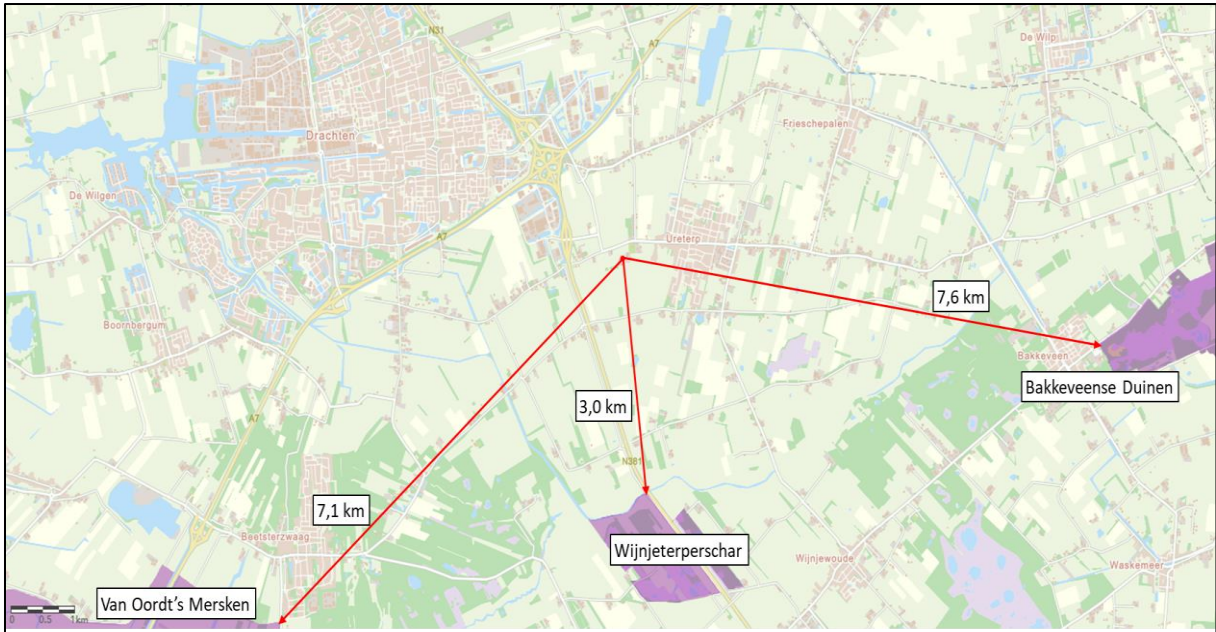 N31
A7
De Wilp
Drachten
Frieschepalen
De Wilgen
Ureterp
A7
7,6 km
Boornbergum
Bakkeveen
Bakkeveense Duinen
3,0 km
A7
N381
7,1 km
Beetsterzwaag
Wijnjeterperschar
Wijnjewoude
Waskemeer
Van Oordt's Mersken
0 0.5 1km